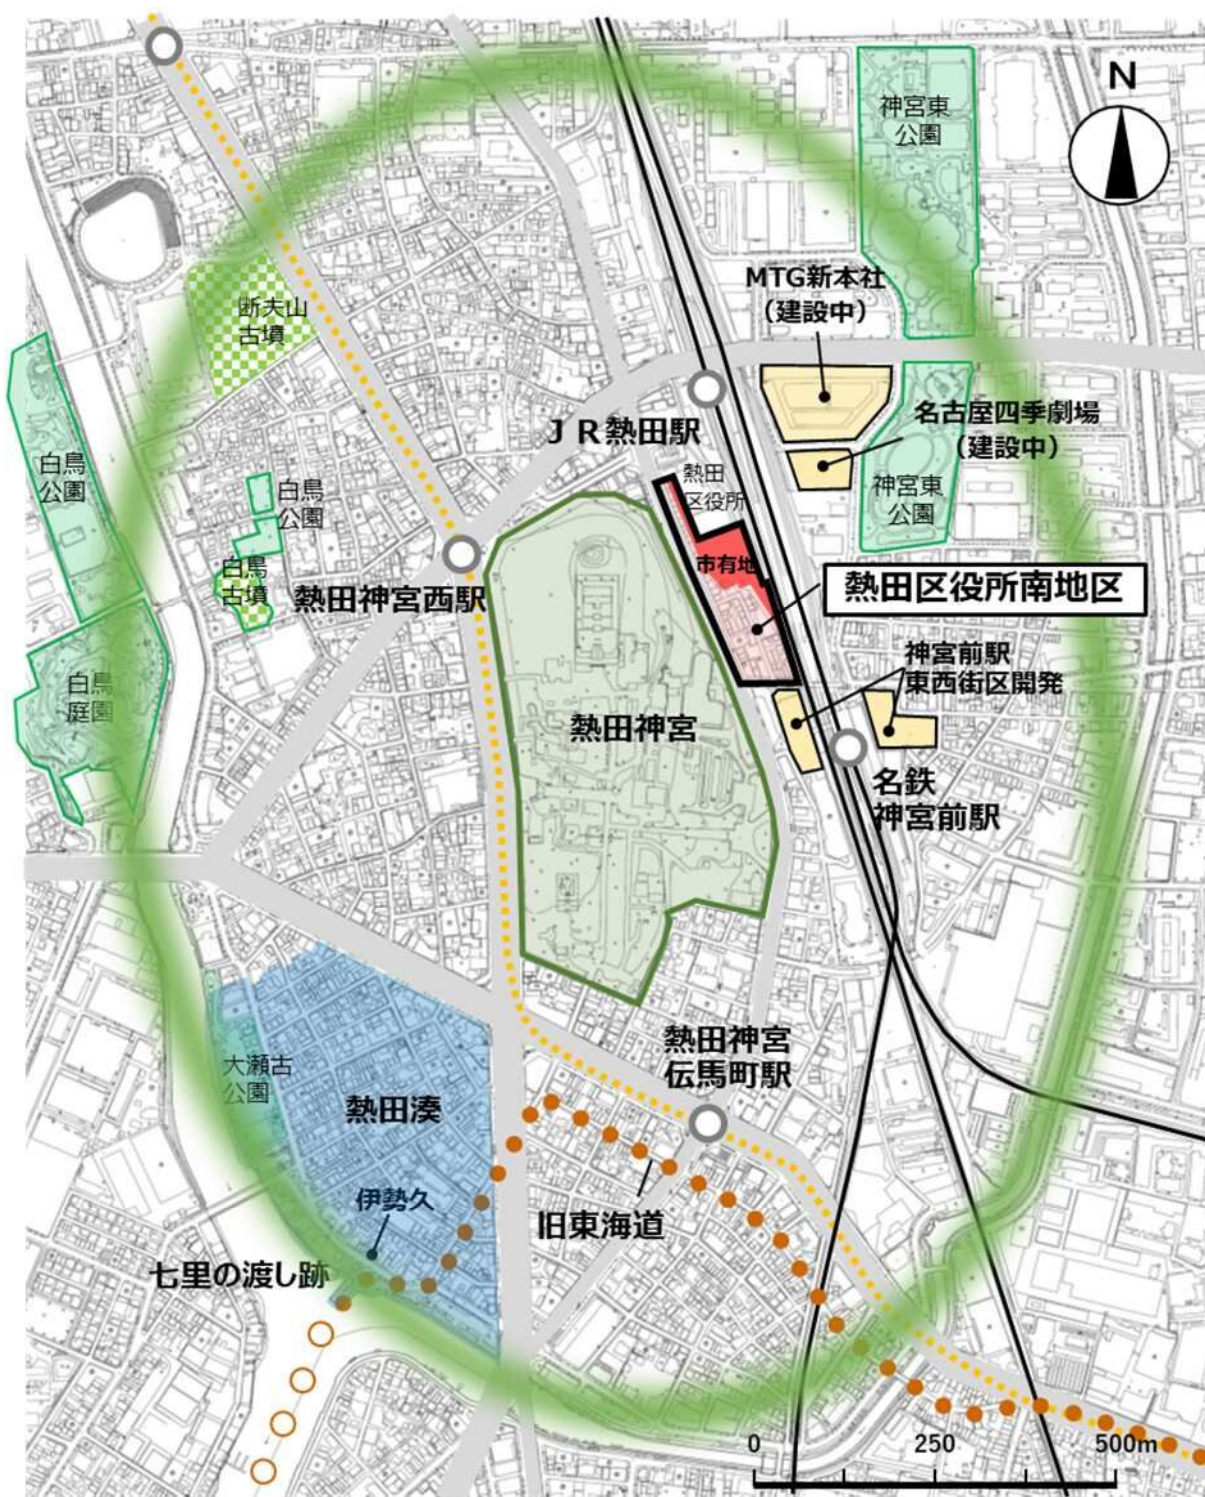 神宮東
公園
N
MTG新本社
（建設中）
断夫山
古墳
ＪＲ熱田駅
名古屋四季劇場
（建設中）
白鳥
公園
白鳥
公園
熱田
区役所
神宮東
公園
市有地
熱田区役所南地区
白鳥
古墳
熱田神宮西駅
神宮前駅
東西街区開発
白鳥
庭園
熱田神宮
名鉄
神宮前駅
熱田神宮
伝馬町駅
大瀬古
公園
熱田湊
伊勢久
旧東海道
七里の渡し跡
0 250 500m